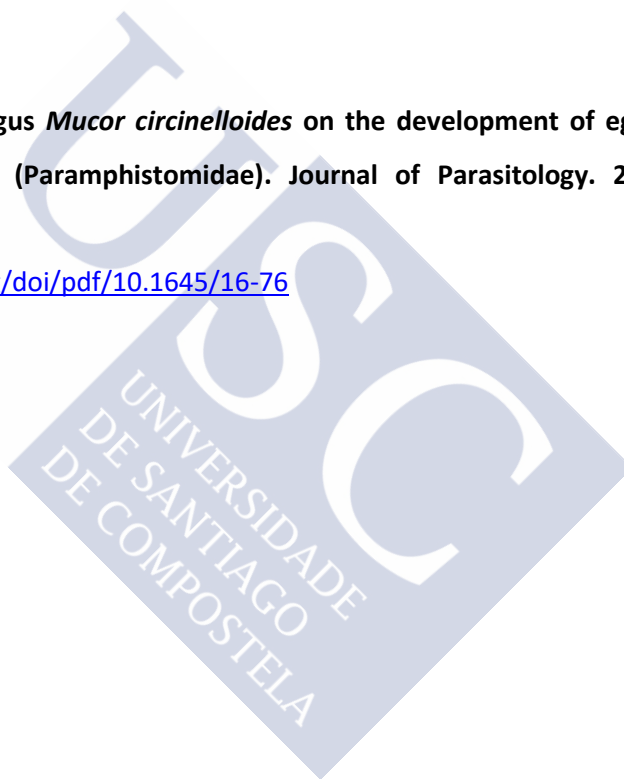 gus Mucor circinelloides on the development of eg
(Paramphistomidae). Journal of Parasitology. 2
/doi/pdf/10.1645/16-76
USC
UNIVERSIDADE
DE SANTIAGO
DE COMPOSTELA